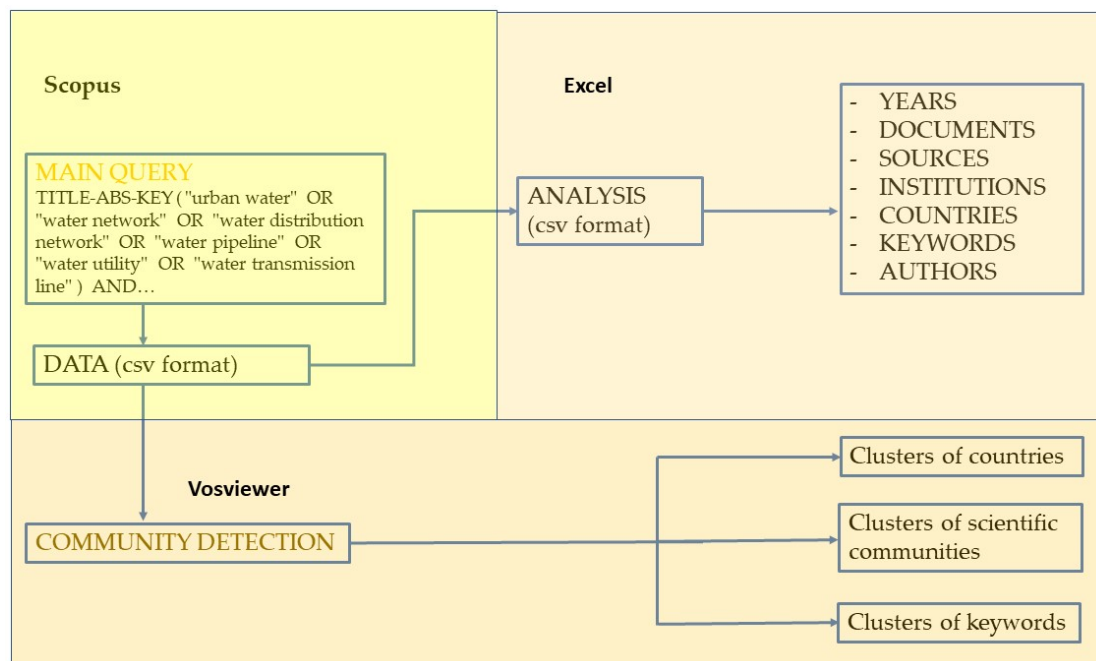 Scopus
MAIN QUERY
TITLE-ABS-KEY ( "urban water" OR
"water network" OR "water distribution
network" OR "water pipeline" OR
"water utility" OR "water transmission
line" ) AND…
DATA (csv format)
Excel
ANALYSIS
(csv format)
- YEARS
- DOCUMENTS
- SOURCES
- INSTITUTIONS
- COUNTRIES
- KEYWORDS
- AUTHORS
Vosviewer
COMMUNITY DETECTION
Clusters of countries
Clusters of scientific
communities
Clusters of keywords